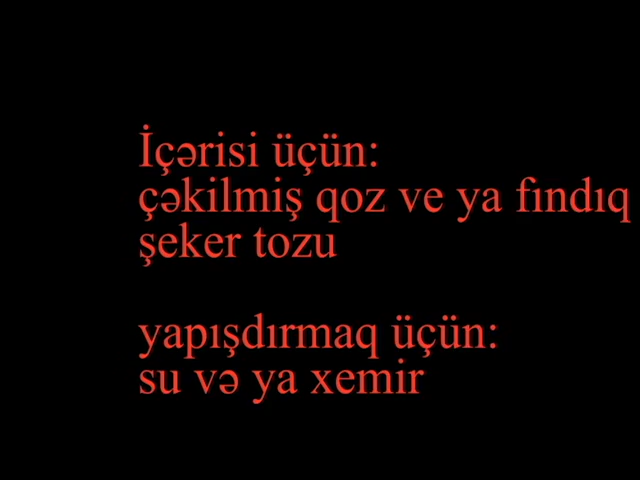 İçərisi üçün:
çəkilmiş qoz ve ya fındıq
şeker tozu
yapışdırmaq üçün:
su və ya xemir